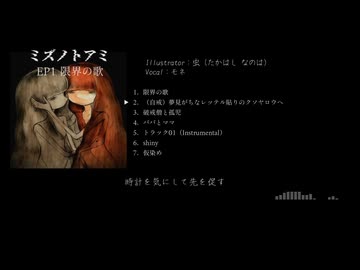 ミズノトアミ
EP1 限界の歌
Illustrator：虫（たかはし なのは）
Vocal：モネ
1. 限界の歌
2. （自戒）夢見がちなレッテル貼りのクソヤロウへ
3. 破戒僧と孤児
4. パパとママ
5. トラック01（Instrumental）
6. shiny
7. 仮染め
時計を気にして先を促す